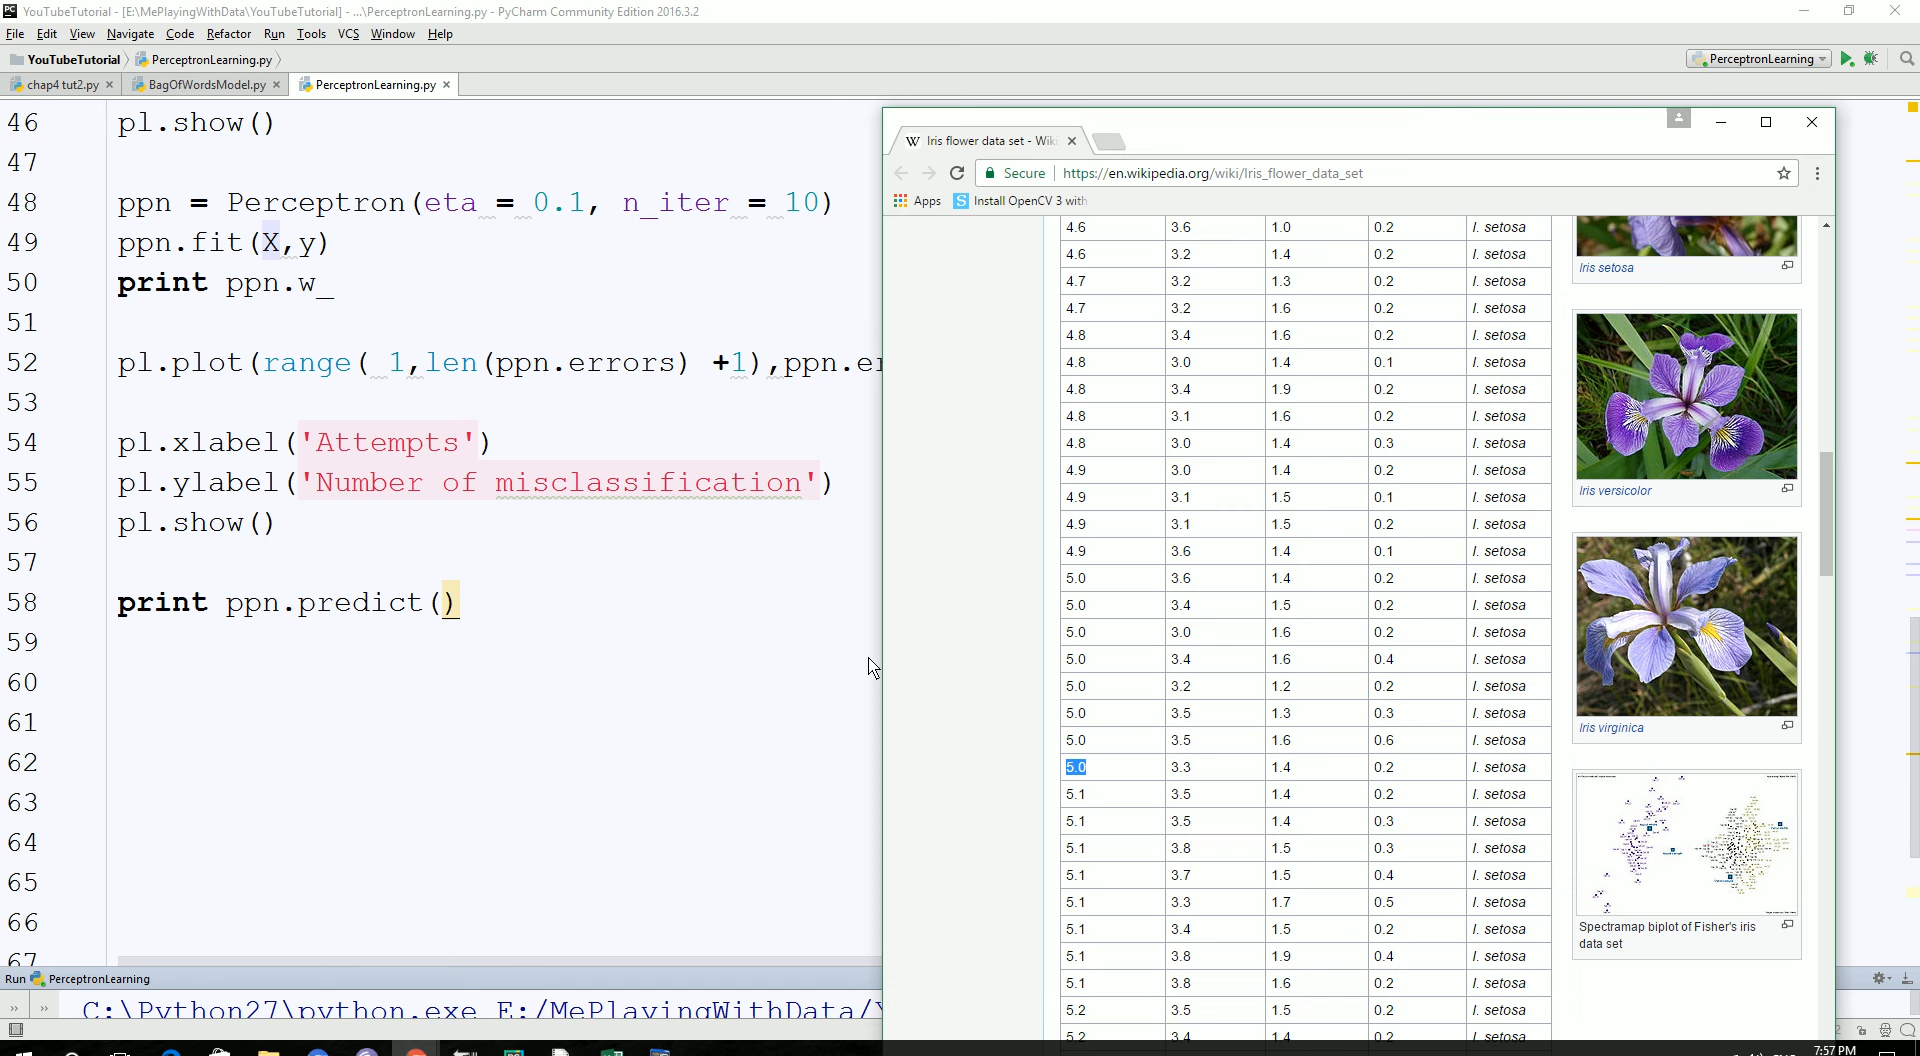 PC YouTubeTutorial - [E:\MePlayingWithData\YouTubeTutorial] - ...\PerceptronLearning.py - PyCharm Community Edition 2016.3.2
File Edit View Navigate Code Refactor Run Tools VCS Window Help
YouTubeTutorial PerceptronLearning.py PerceptronLearning
chap4 tut2.py BagOfWordsModel.py PerceptronLearning.py
46 pl.show()
47
48 ppn = Perceptron(eta = 0.1, n_iter = 10)
49 ppn.fit(X,y)
50 print ppn.w_
51
52 pl.plot(range( 1,len(ppn.errors) +1),ppn.er
53
54 pl.xlabel('Attempts')
55 pl.ylabel('Number of misclassification')
56 pl.show()
57
58 print ppn.predict()
59
60
61
62
63
64
65
66
67
Run PerceptronLearning
C:\Python27\python.exe E:/MePlayingWithData/Y
W Iris flower data set - Wiki
Secure https://en.wikipedia.org/wiki/Iris_flower_data_set
Apps S Install OpenCV 3 with
4.6 3.6 1.0 0.2 I. setosa
4.6 3.2 1.4 0.2 I. setosa
4.7 3.2 1.3 0.2 I. setosa
4.7 3.2 1.6 0.2 I. setosa
4.8 3.4 1.6 0.2 I. setosa
4.8 3.0 1.4 0.1 I. setosa
4.8 3.4 1.9 0.2 I. setosa
4.8 3.1 1.6 0.2 I. setosa
4.8 3.0 1.4 0.3 I. setosa
4.9 3.0 1.4 0.2 I. setosa
4.9 3.1 1.5 0.1 I. setosa
4.9 3.1 1.5 0.2 I. setosa
4.9 3.6 1.4 0.1 I. setosa
5.0 3.6 1.4 0.2 I. setosa
5.0 3.4 1.5 0.2 I. setosa
5.0 3.0 1.6 0.2 I. setosa
5.0 3.4 1.6 0.4 I. setosa
5.0 3.2 1.2 0.2 I. setosa
5.0 3.5 1.3 0.3 I. setosa
5.0 3.5 1.6 0.6 I. setosa
5.0 3.3 1.4 0.2 I. setosa
5.1 3.5 1.4 0.2 I. setosa
5.1 3.5 1.4 0.3 I. setosa
5.1 3.8 1.5 0.3 I. setosa
5.1 3.7 1.5 0.4 I. setosa
5.1 3.3 1.7 0.5 I. setosa
5.1 3.4 1.5 0.2 I. setosa
5.1 3.8 1.9 0.4 I. setosa
5.1 3.8 1.6 0.2 I. setosa
5.2 3.5 1.5 0.2 I. setosa
5.2 3.4 1.4 0.2 I. setosa
Iris setosa
Iris versicolor
Iris virginica
Spectramap biplot of Fisher's iris
data set
7:57 PM